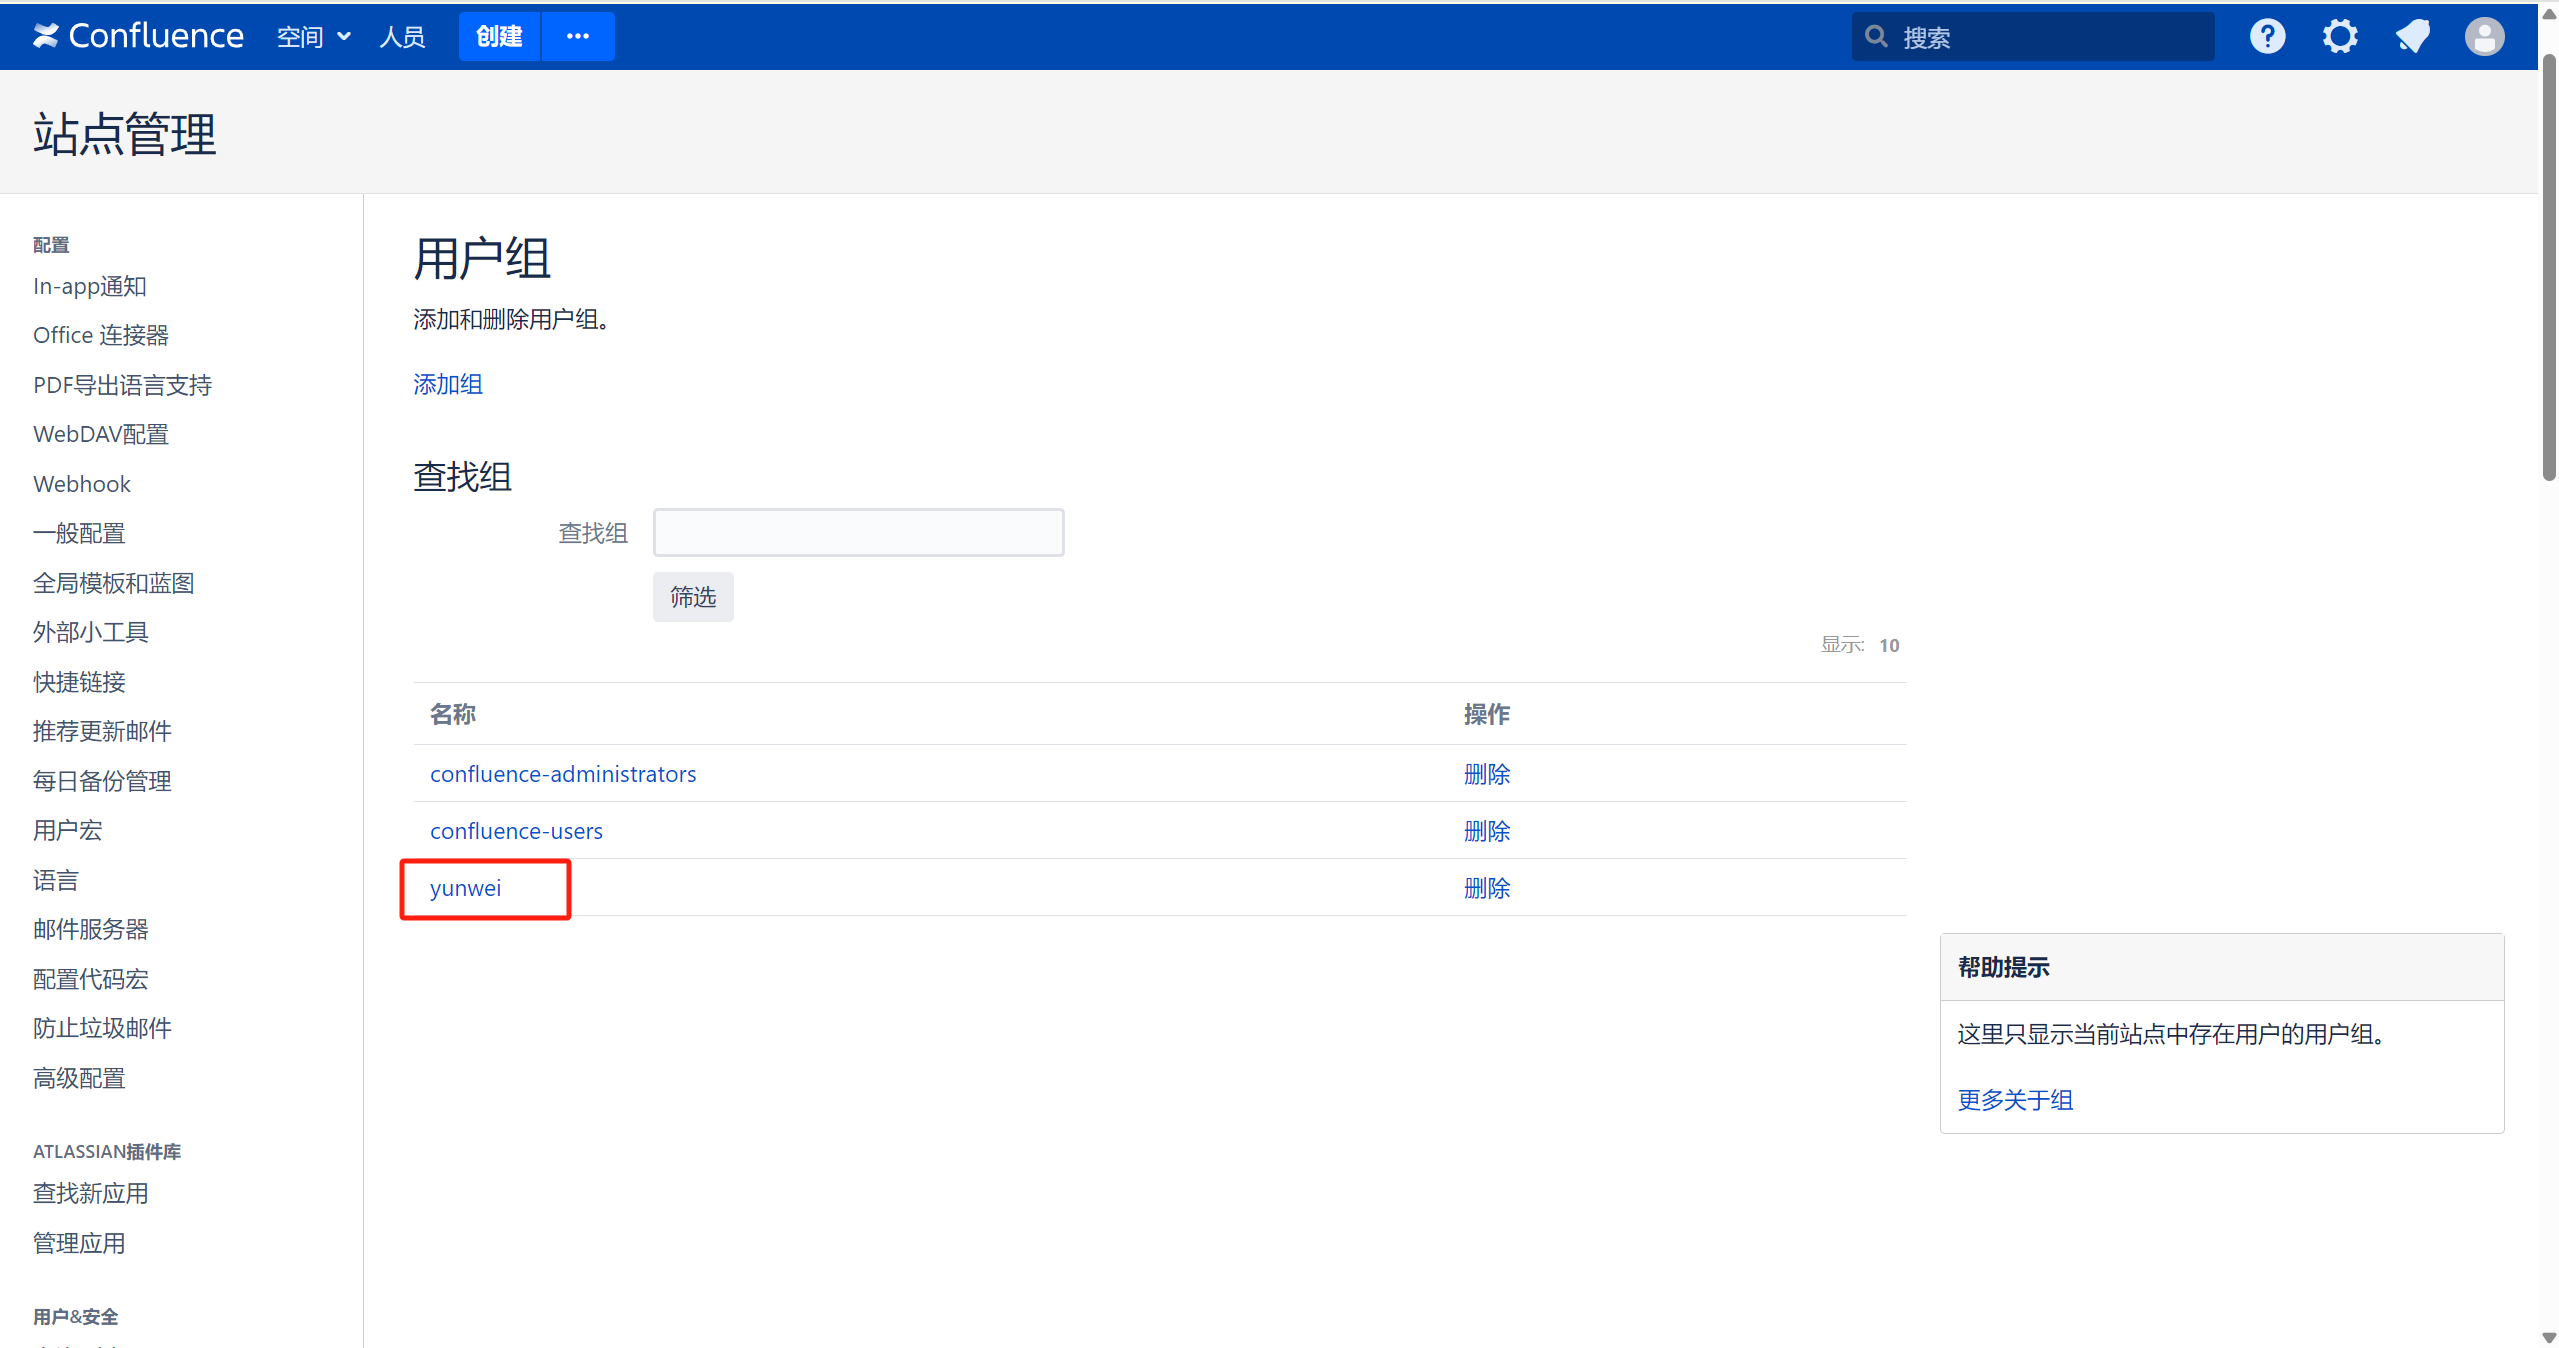 Confluence 空间 人员 创建 ••• 搜索
站点管理
配置
In-app通知
Office 连接器
PDF导出语言支持
WebDAV配置
Webhook
一般配置
全局模板和蓝图
外部小工具
快捷链接
推荐更新邮件
每日备份管理
用户宏
语言
邮件服务器
配置代码宏
防止垃圾邮件
高级配置
ATLASSIAN插件库
查找新应用
管理应用
用户&安全
用户组
添加和删除用户组。
添加组
查找组
查找组
筛选
显示: 10
名称 操作
confluence-administrators 删除
confluence-users 删除
yunwei 删除
帮助提示
这里只显示当前站点中存在用户的用户组。
更多关于组